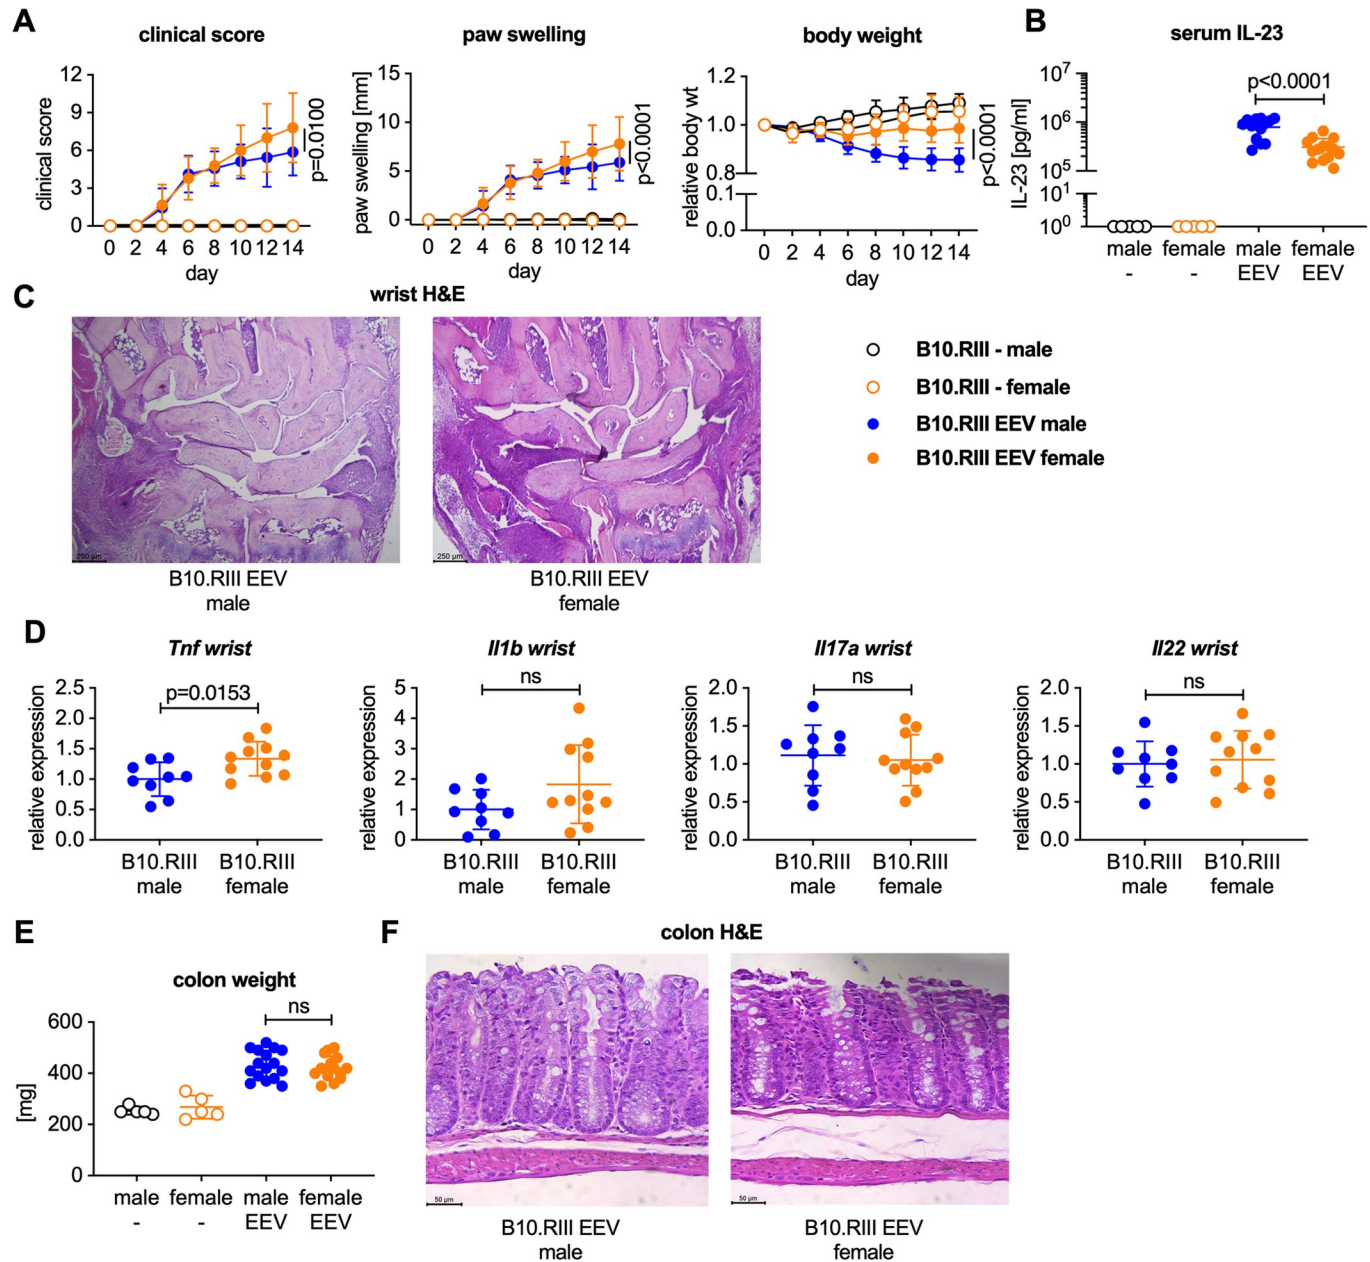 A
clinical score
clinical score
12
9
6
3
0
0 2 4 6 8 10 12 14
day
p=0.0100
paw swelling
paw swelling [mm]
15
10
5
0
0 2 4 6 8 10 12 14
day
p<0.0001
body weight
relative body wt
1.2
1.0
0.8
0.1
0.0
0 2 4 6 8 10 12 14
day
p<0.0001
B
serum IL-23
IL-23 [pg/ml]
10⁷
10⁶
10⁵
10¹
10⁰
p<0.0001
male female male female
- - EEV EEV
C
wrist H&E
250 µm
250 µm
B10.RIII EEV
male
B10.RIII EEV
female
B10.RIII - male
B10.RIII - female
B10.RIII EEV male
B10.RIII EEV female
D
Tnf wrist
relative expression
2.5
2.0
1.5
1.0
0.5
0.0
p=0.0153
B10.RIII B10.RIII
male female
Il1b wrist
relative expression
5
4
3
2
1
0
ns
B10.RIII B10.RIII
male female
Il17a wrist
relative expression
2.0
1.5
1.0
0.5
0.0
ns
B10.RIII B10.RIII
male female
Il22 wrist
relative expression
2.0
1.5
1.0
0.5
0.0
ns
B10.RIII B10.RIII
male female
E
colon weight
[mg]
600
400
200
0
ns
male female male female
- - EEV EEV
F
colon H&E
50 µm
50 µm
B10.RIII EEV
male
B10.RIII EEV
female